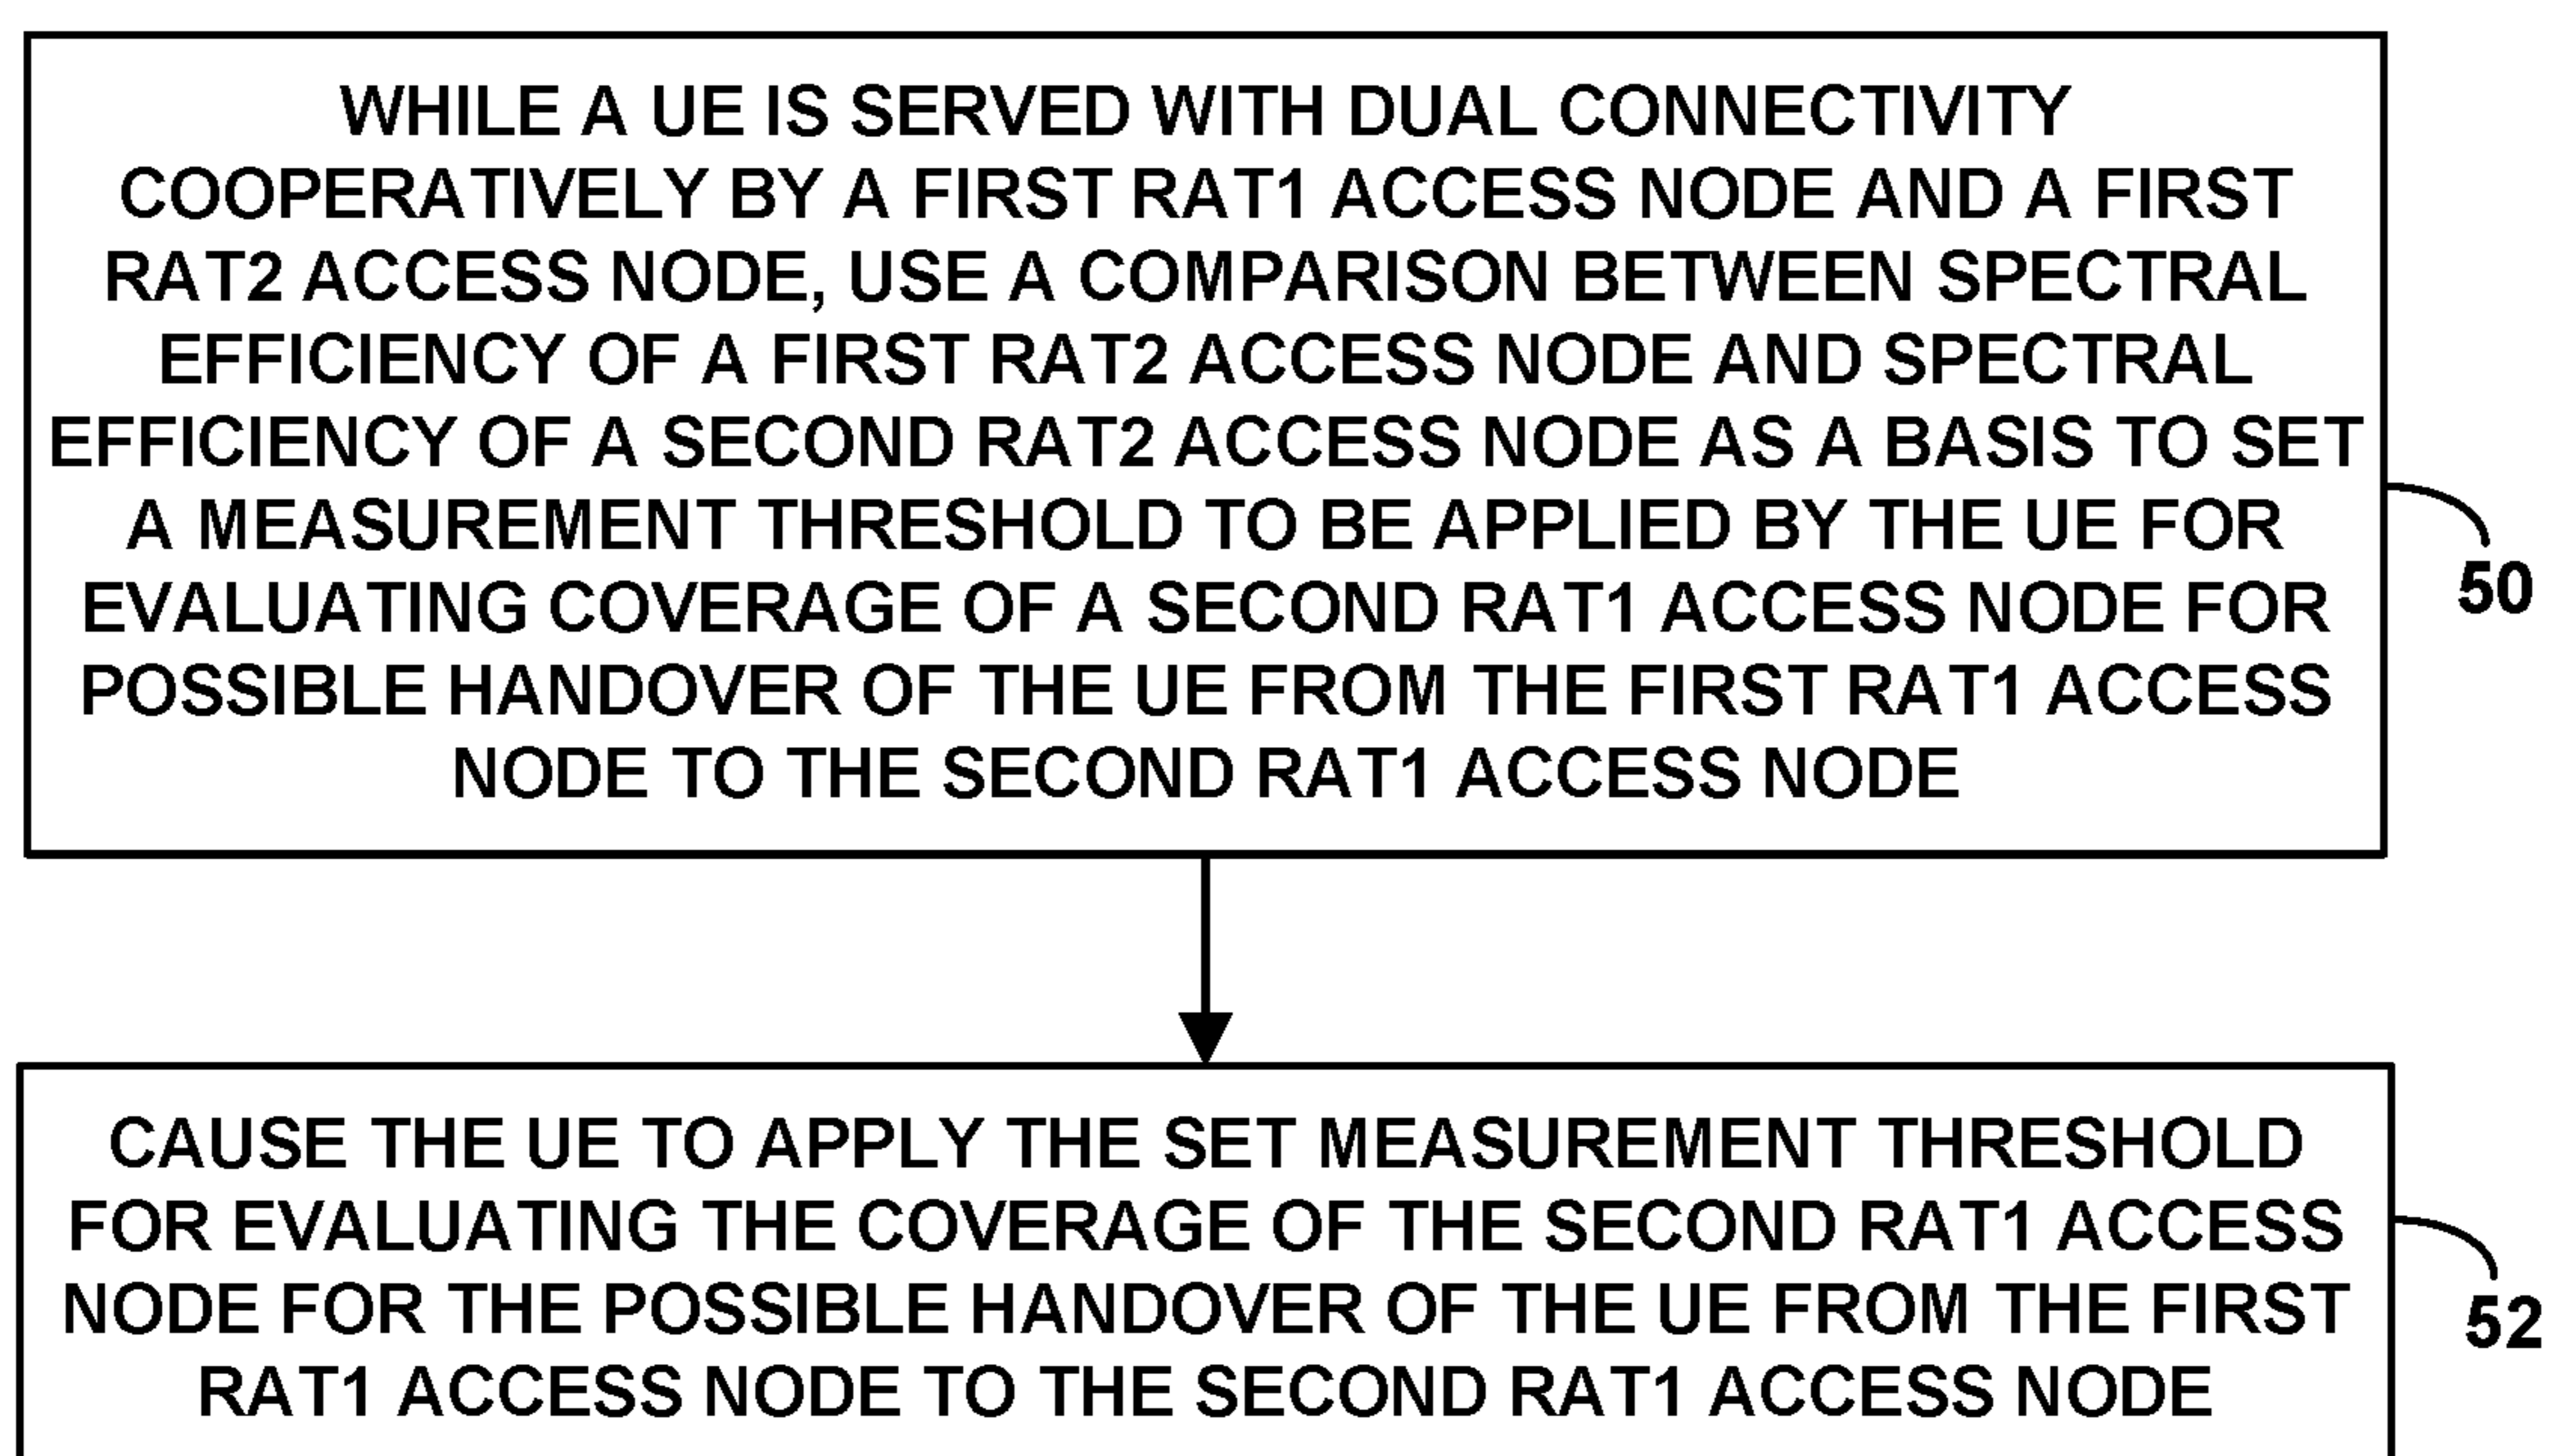 WHILE A UE IS SERVED WITH DUAL CONNECTIVITY
COOPERATIVELY BY A FIRST RAT1 ACCESS NODE AND A FIRST
RAT2 ACCESS NODE, USE A COMPARISON BETWEEN SPECTRAL
EFFICIENCY OF A FIRST RAT2 ACCESS NODE AND SPECTRAL
EFFICIENCY OF A SECOND RAT2 ACCESS NODE AS A BASIS TO SET
A MEASUREMENT THRESHOLD TO BE APPLIED BY THE UE FOR
EVALUATING COVERAGE OF A SECOND RAT1 ACCESS NODE FOR
POSSIBLE HANDOVER OF THE UE FROM THE FIRST RAT1 ACCESS
NODE TO THE SECOND RAT1 ACCESS NODE
50
CAUSE THE UE TO APPLY THE SET MEASUREMENT THRESHOLD
FOR EVALUATING THE COVERAGE OF THE SECOND RAT1 ACCESS
NODE FOR THE POSSIBLE HANDOVER OF THE UE FROM THE FIRST
RAT1 ACCESS NODE TO THE SECOND RAT1 ACCESS NODE
52